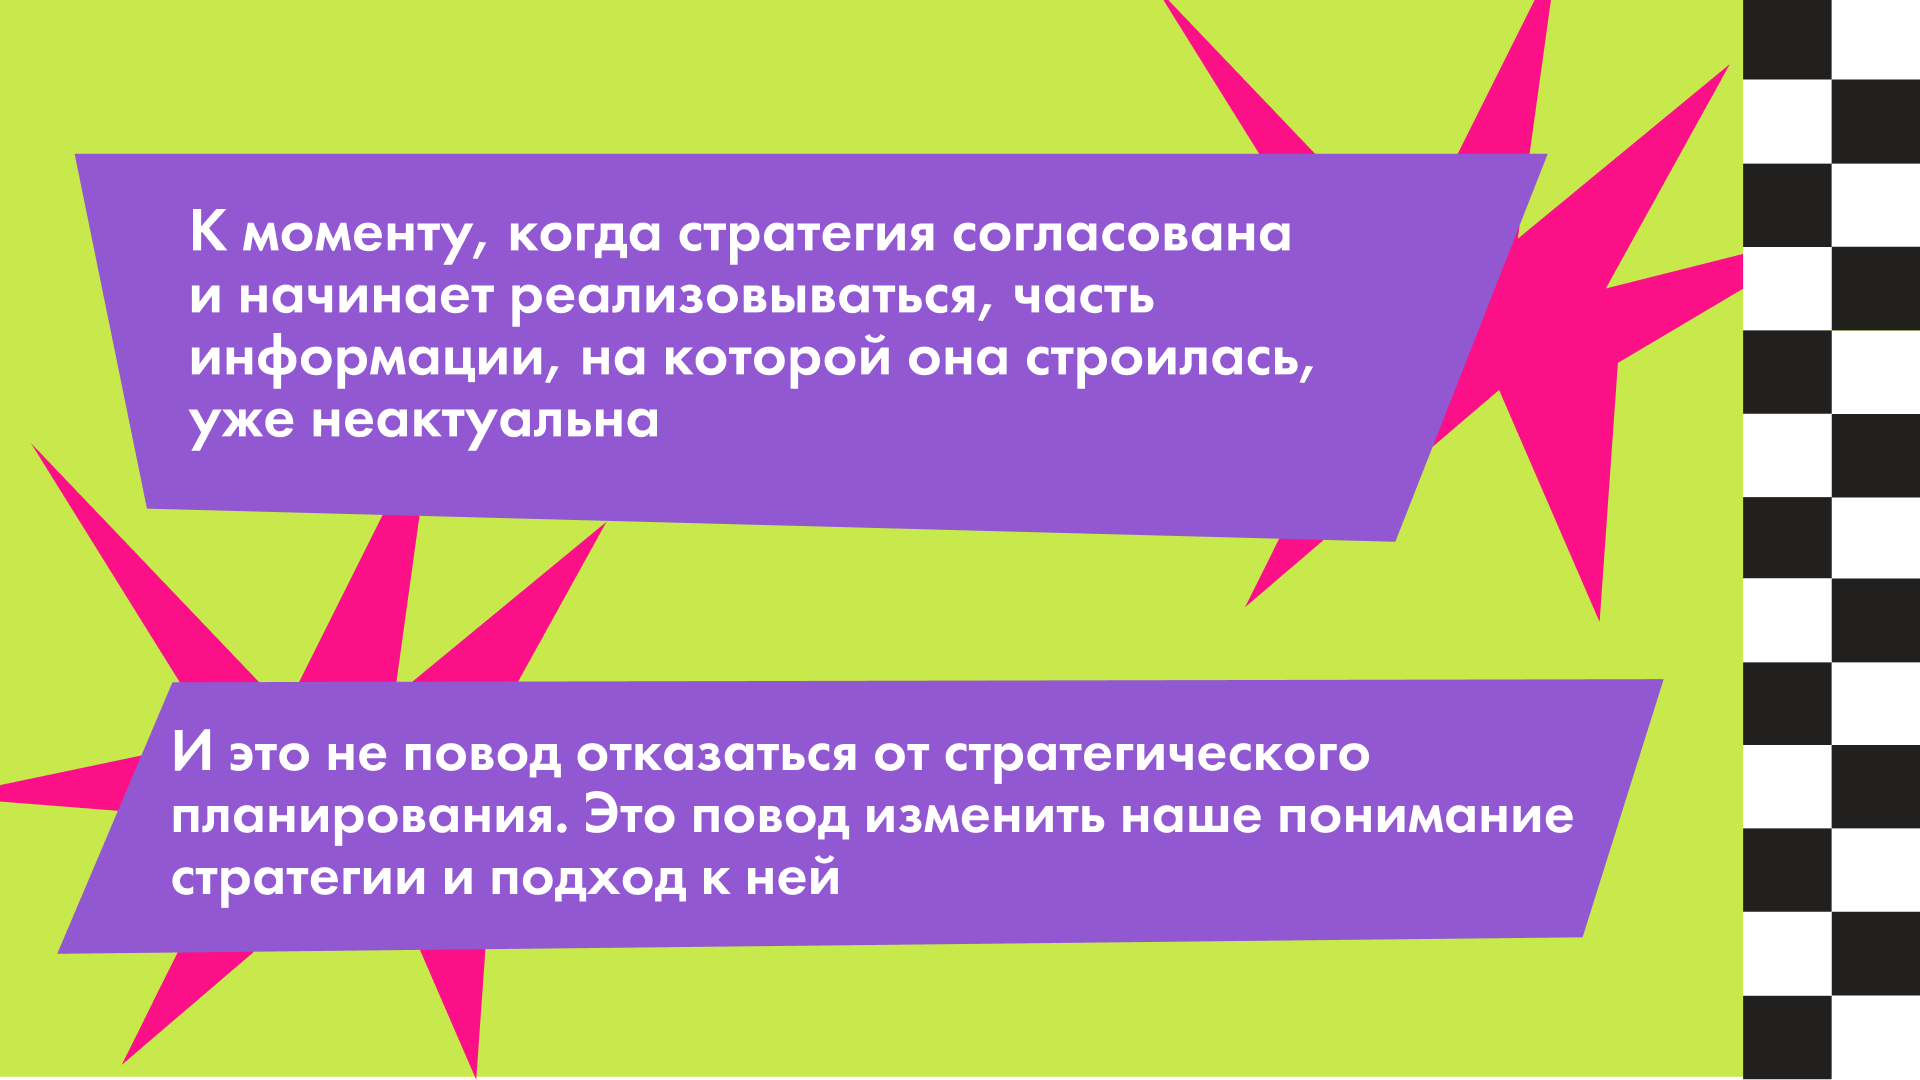 К моменту, когда стратегия согласована
и начинает реализовываться, часть
информации, на которой она строилась,
уже неактуальна
И это не повод отказаться от стратегического
планирования. Это повод изменить наше понимание
стратегии и подход к ней